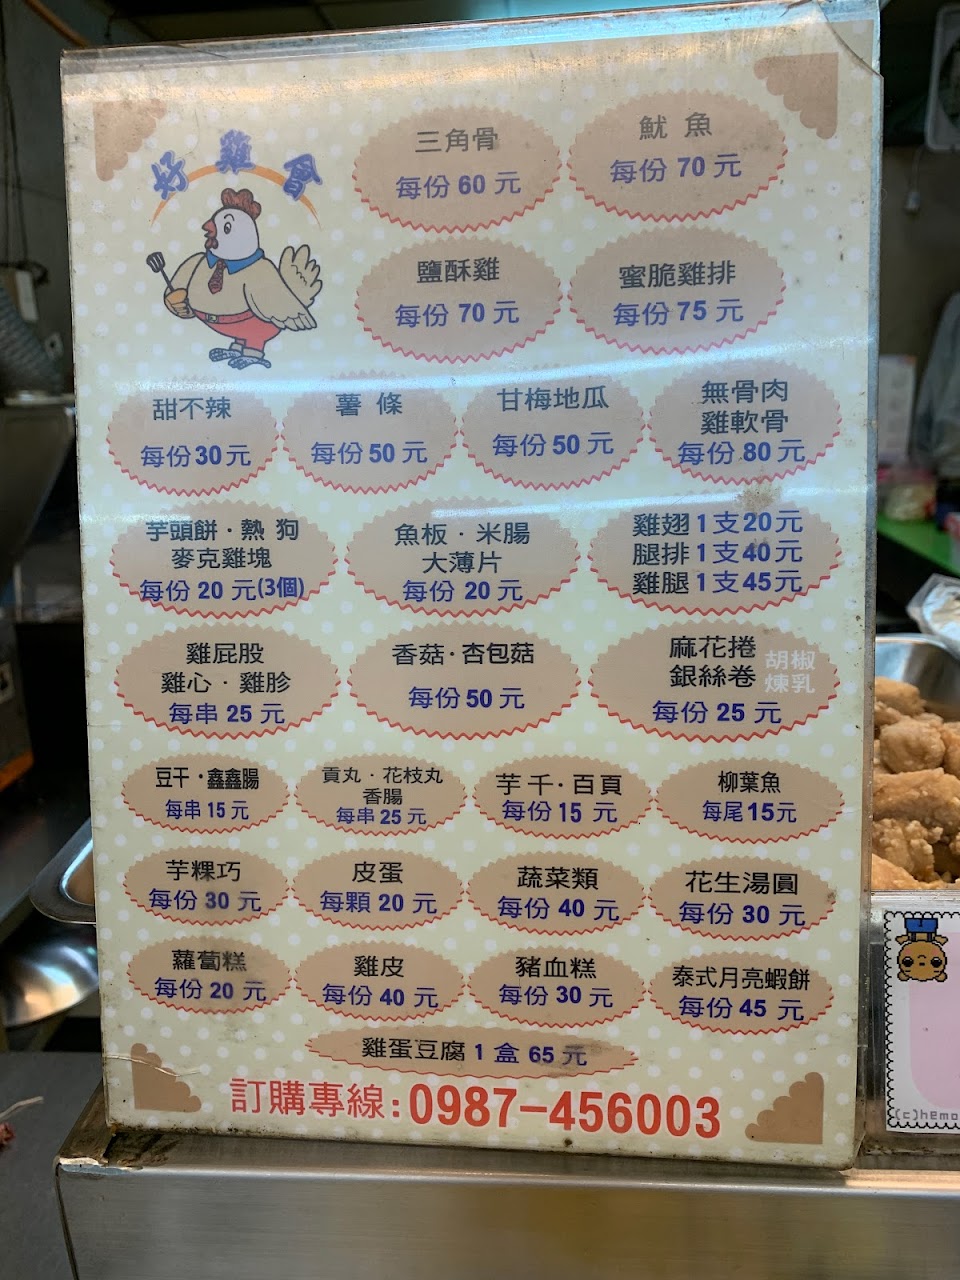 好雞會
三角骨
每份 60 元
魷 魚
每份 70 元
鹽酥雞
每份 70 元
蜜脆雞排
每份 75 元
甜不辣
每份 30 元
薯 條
每份 50 元
甘梅地瓜
每份 50 元
無骨肉
雞軟骨
每份 80 元
芋頭餅·熱 狗
麥克雞塊
每份 20 元(3個)
魚板·米腸
大薄片
每份 20 元
雞翅 1 支 20 元
腿排 1 支 40 元
雞腿 1 支 45 元
雞屁股
雞心·雞胗
每串 25 元
香菇·杏包菇
每份 50 元
麻花捲
銀絲卷
胡椒
煉乳
每份 25 元
豆干·鑫鑫腸
每串 15 元
貢丸·花枝丸
香腸
每串 25 元
芋千·百頁
每份 15 元
柳葉魚
每尾 15元
芋粿巧
每份 30 元
皮蛋
每顆 20 元
蔬菜類
每份 40 元
花生湯圓
每份 30 元
蘿蔔糕
每份 20 元
雞皮
每份 40 元
豬血糕
每份 30 元
泰式月亮蝦餅
每份 45 元
雞蛋豆腐 1 盒 65 元
訂購專線:0987-456003
(c)hemo